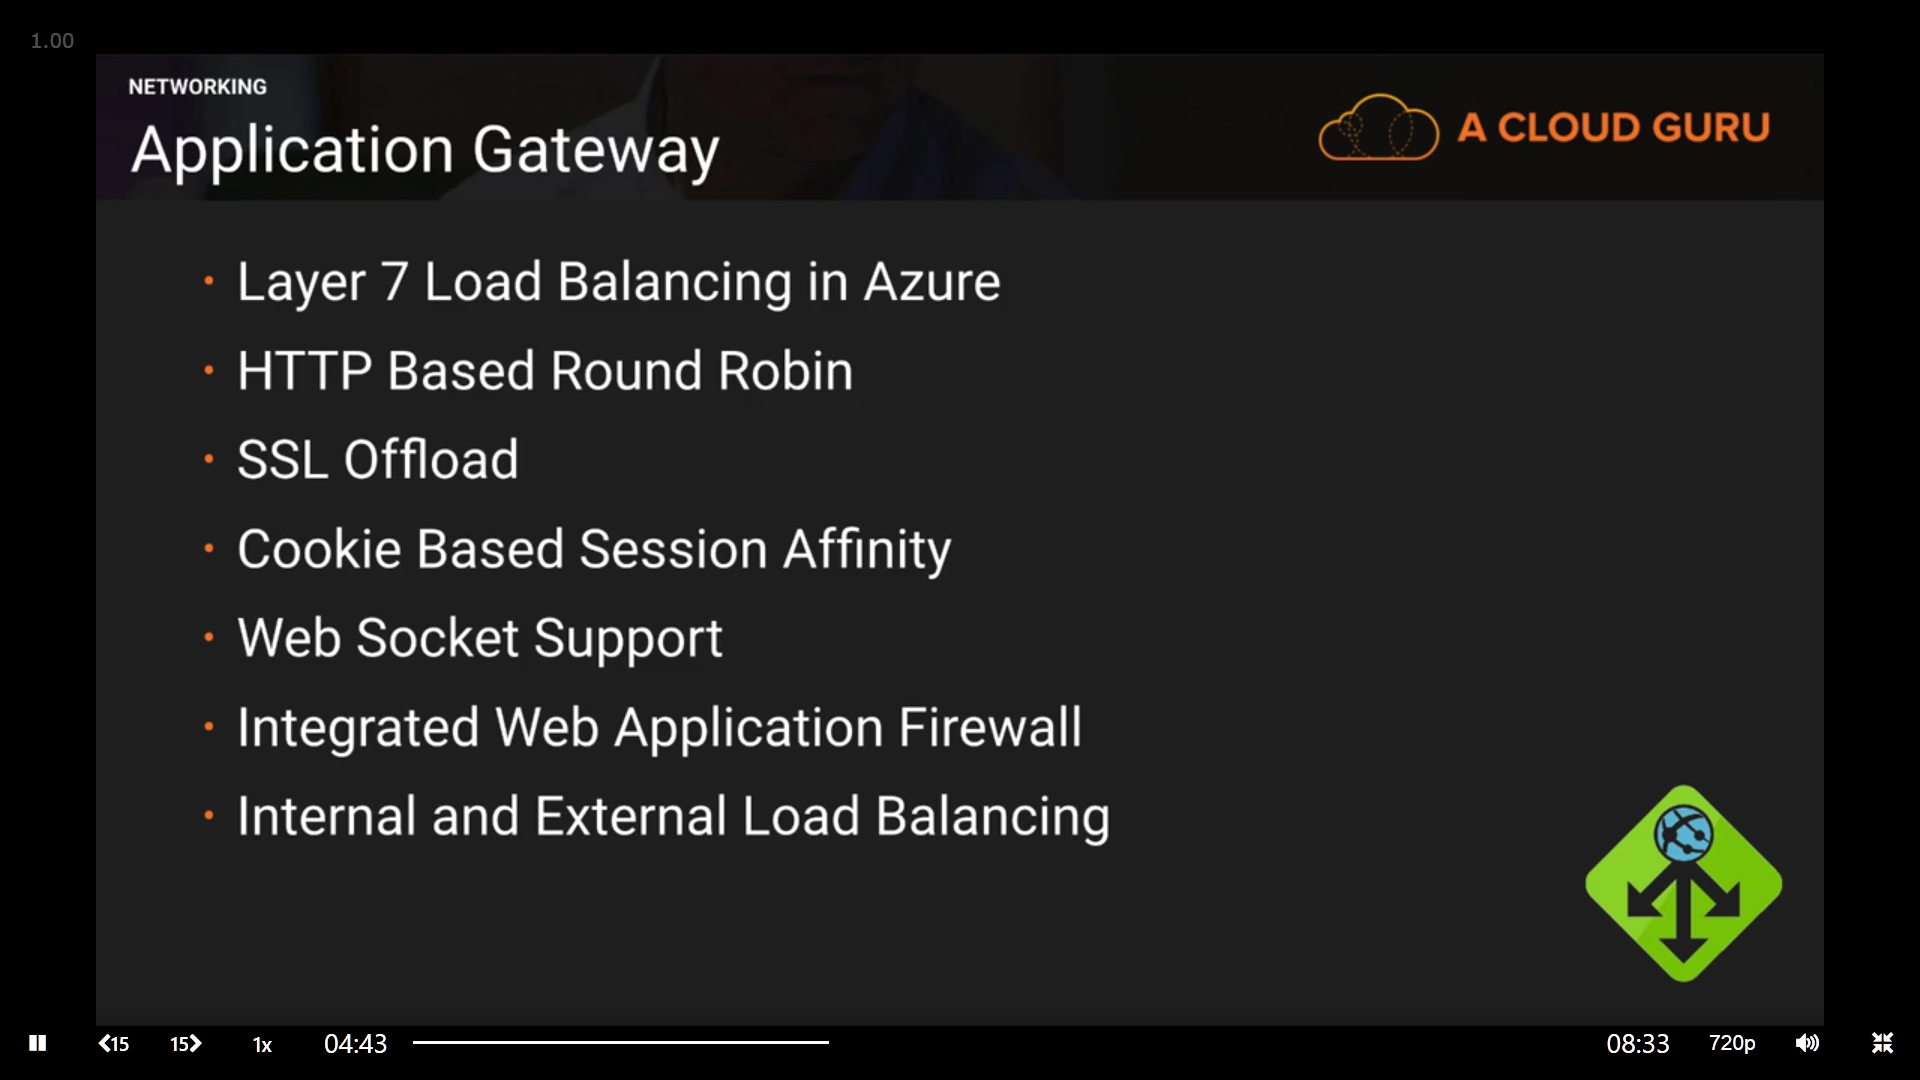 1.00
NETWORKING
Application Gateway
A CLOUD GURU
• Layer 7 Load Balancing in Azure
• HTTP Based Round Robin
• SSL Offload
• Cookie Based Session Affinity
• Web Socket Support
• Integrated Web Application Firewall
• Internal and External Load Balancing
15 15 1x 04:43 08:33 720p